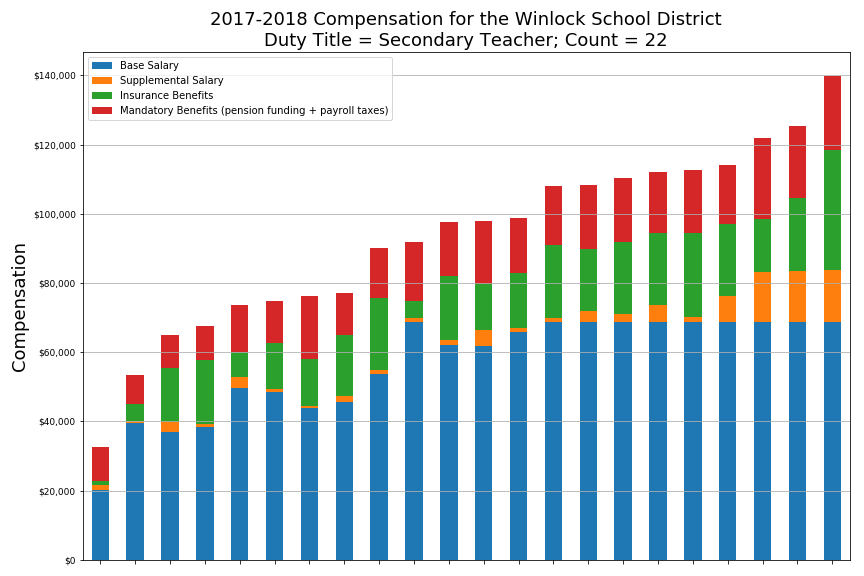 2017-2018 Compensation for the Winlock School District
Duty Title = Secondary Teacher; Count = 22
Base Salary
Supplemental Salary
Insurance Benefits
Mandatory Benefits (pension funding + payroll taxes)
$140,000
$120,000
$100,000
$80,000
$60,000
$40,000
$20,000
$0
Compensation